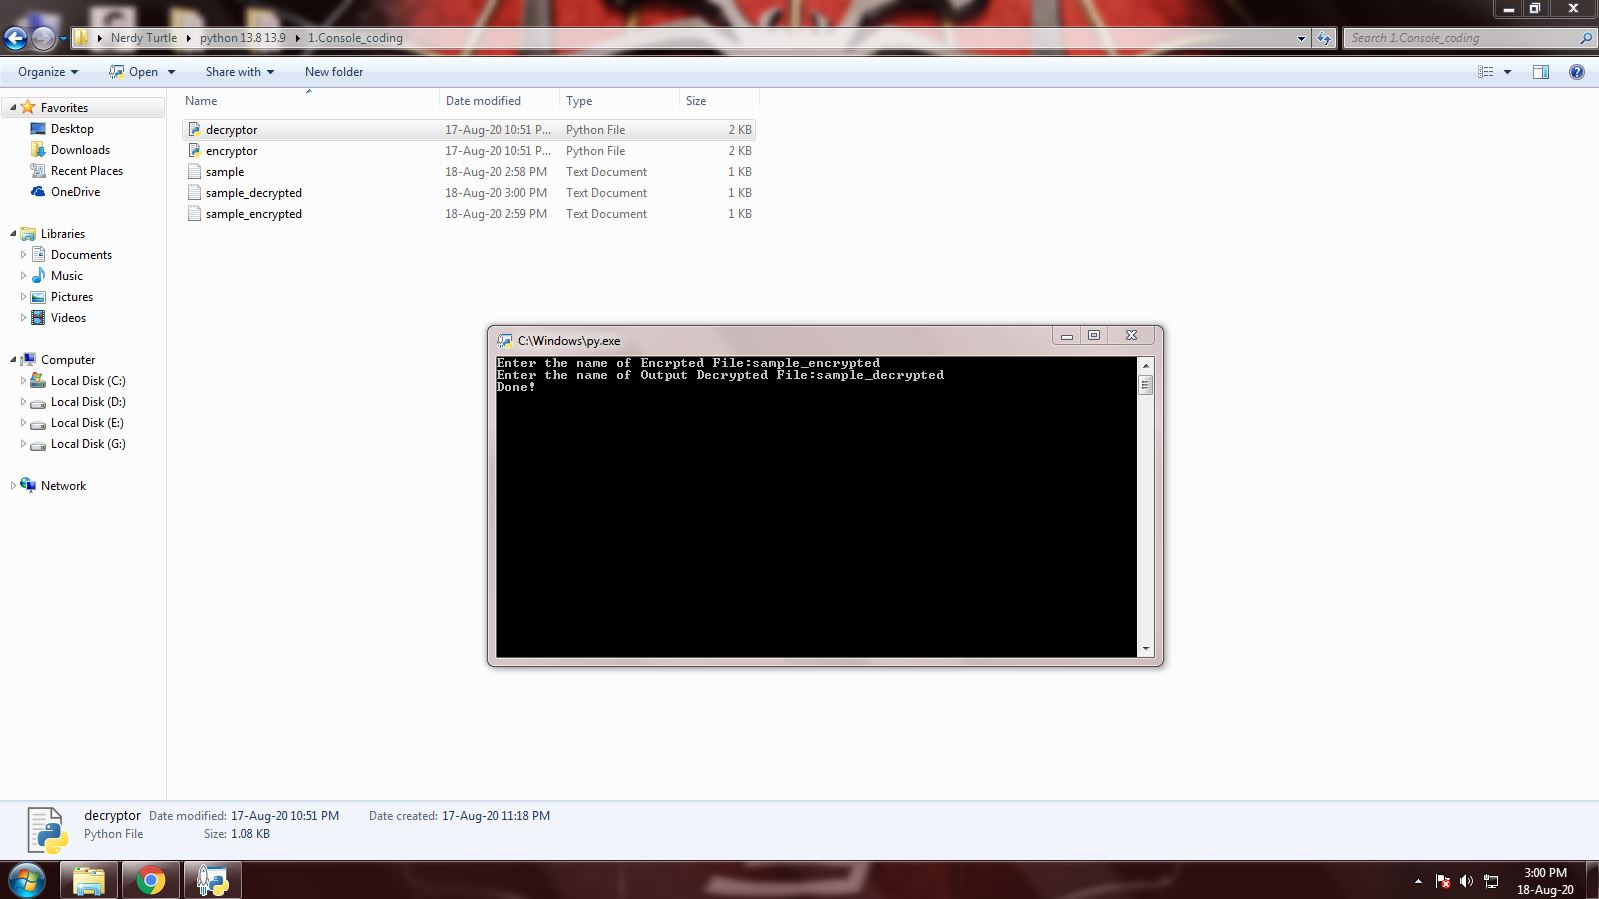 Nerdy Turtle python 13.8 13.9 1.Console_coding Search 1.Console_coding
Organize Open Share with New folder
Favorites
Desktop
Downloads
Recent Places
OneDrive
Libraries
Documents
Music
Pictures
Videos
Computer
Local Disk (C:)
Local Disk (D:)
Local Disk (E:)
Local Disk (G:)
Network
Name Date modified Type Size
decryptor 17-Aug-20 10:51 P... Python File 2 KB
encryptor 17-Aug-20 10:51 P... Python File 2 KB
sample 18-Aug-20 2:58 PM Text Document 1 KB
sample_decrypted 18-Aug-20 3:00 PM Text Document 1 KB
sample_encrypted 18-Aug-20 2:59 PM Text Document 1 KB
C:\Windows\py.exe
Enter the name of Encrpted File:sample_encrypted
Enter the name of Output Decrypted File:sample_decrypted
Done!
decryptor Date modified: 17-Aug-20 10:51 PM Date created: 17-Aug-20 11:18 PM
Python File Size: 1.08 KB
3:00 PM
18-Aug-20